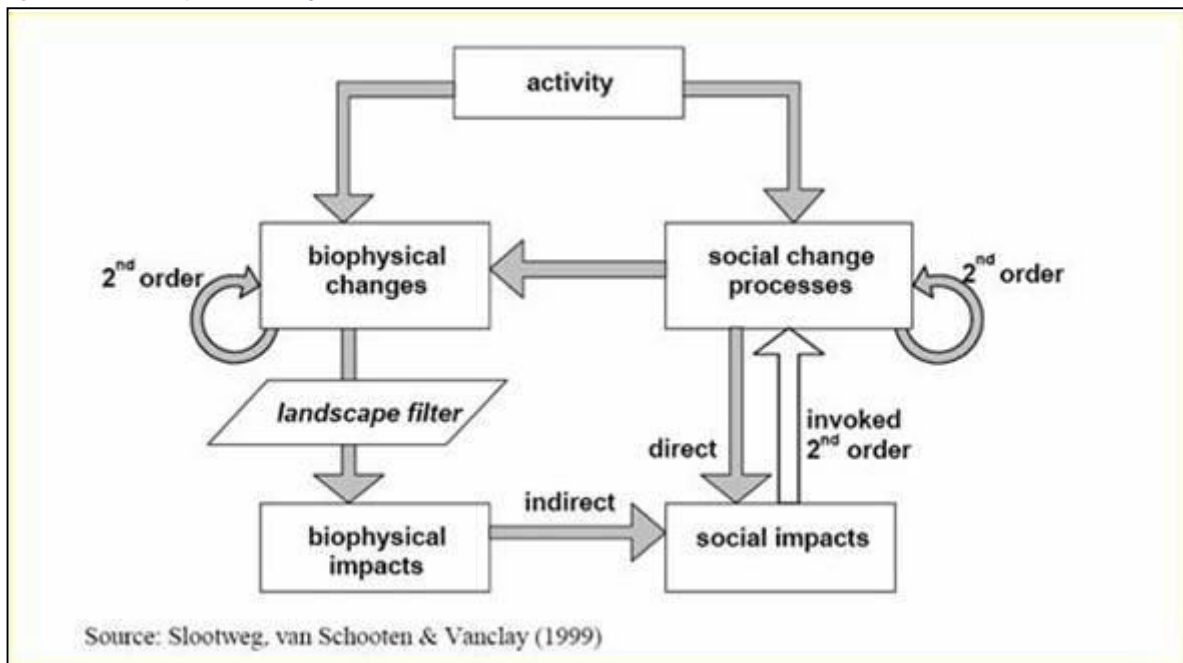 activity
biophysical
changes
social change
processes
2nd order
2nd order
landscape filter
direct
invoked
2nd order
biophysical
impacts
indirect
social impacts
Source: Slootweg, van Schooten & Vanclay (1999)